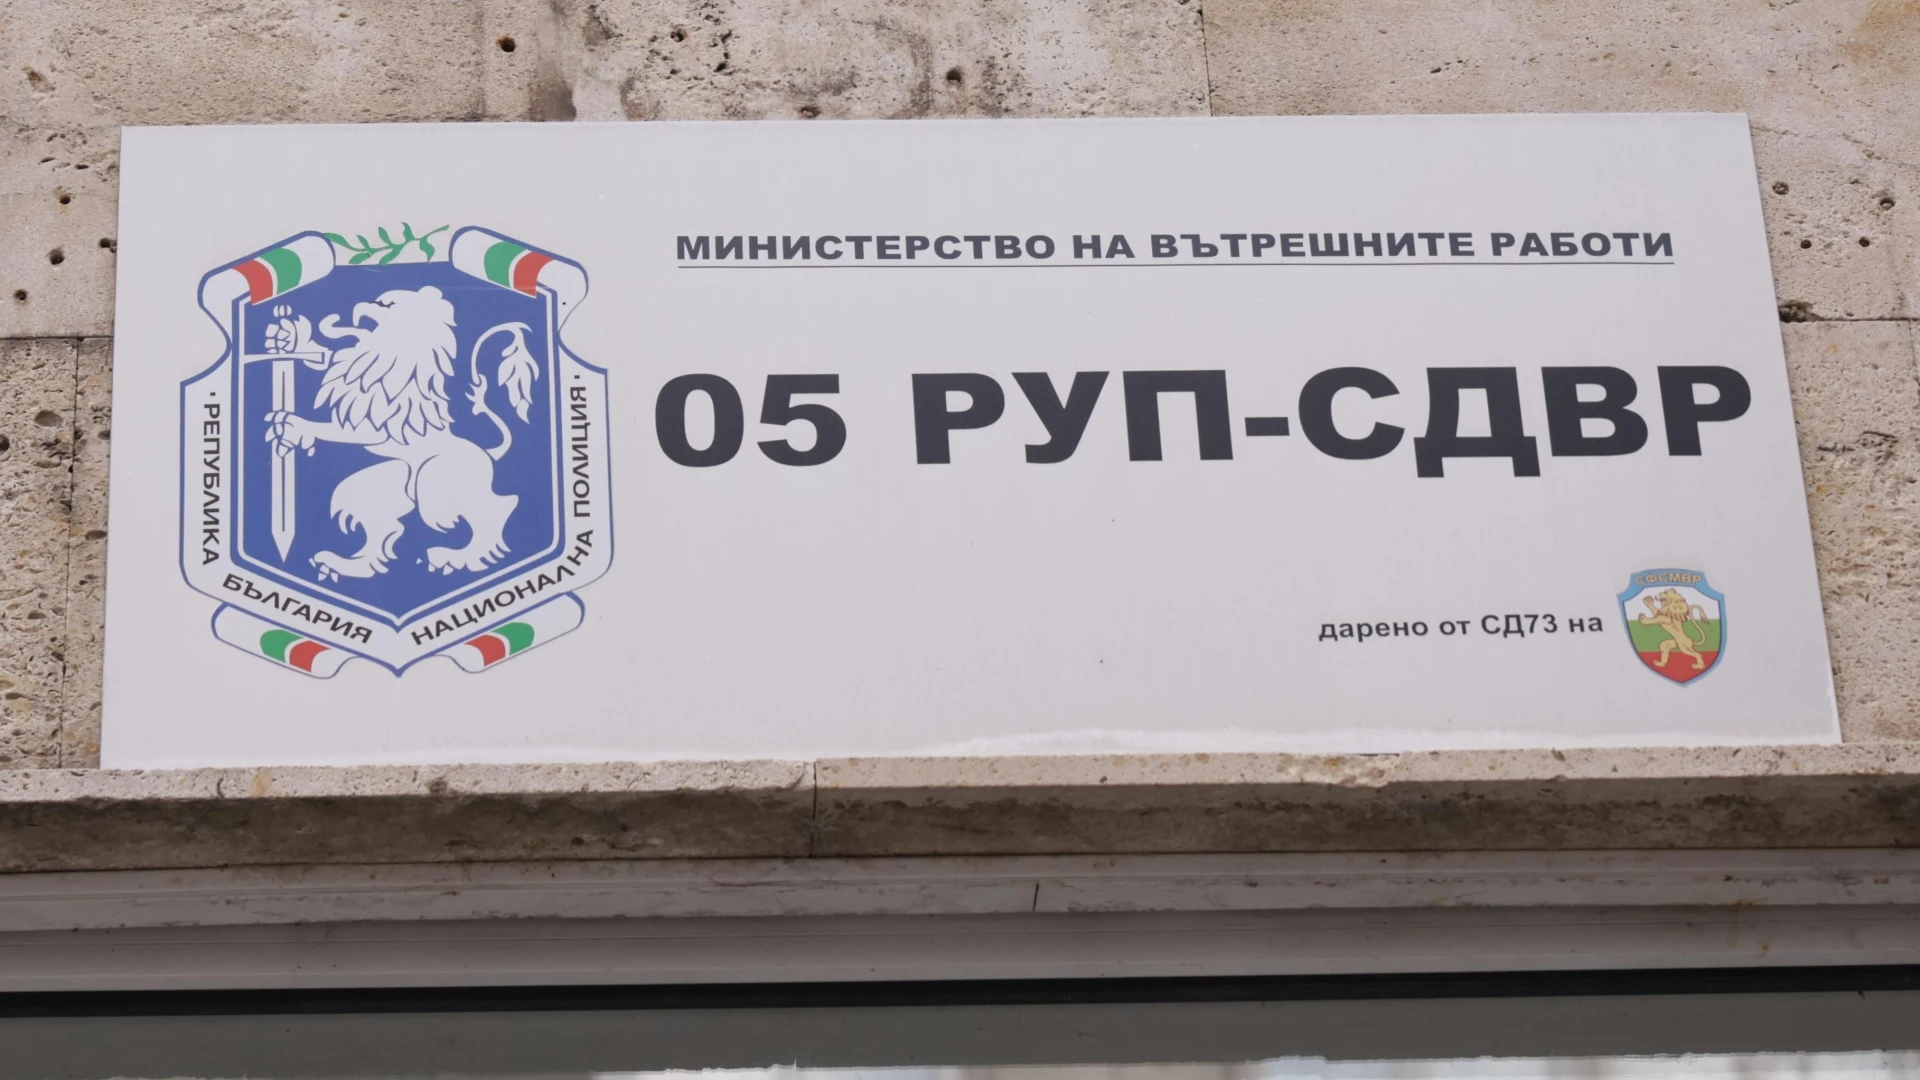 МИНИСТЕРСТВО НА ВЪТРЕШНИТЕ РАБОТИ
05 РУП-СДВР
· РЕПУБЛИКА БЪЛГАРИЯ НАЦИОНАЛНА ПОЛИЦИЯ ·
СФСМВР
дарено от СД73 на